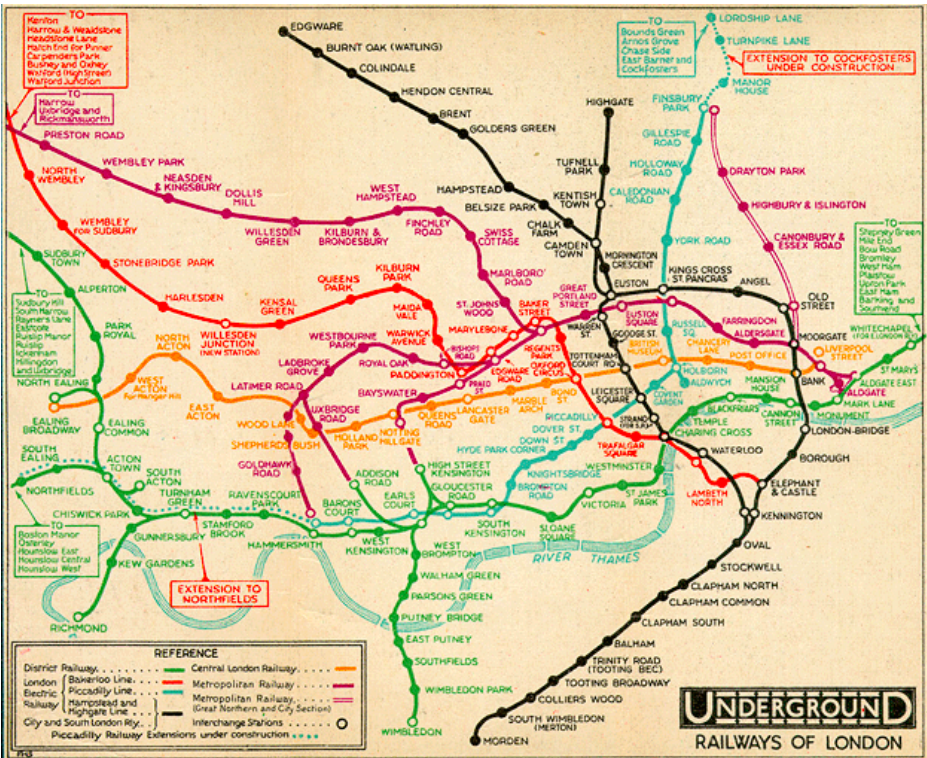 TO
Kenton
Harrow & Wealdstone
Headstone Lane
Hatch End for Pinner
Carpenders Park
Bushey and Oxhey
Watford (High Street)
Watford Junction
TO
Harrow
Uxbridge and
Rickmansworth
PRESTON ROAD
NORTH
WEMBLEY
WEMBLEY PARK
NEASDEN
& KINGSBURY
DOLLIS
HILL
WILLESDEN
GREEN
KILBURN &
BRONDESBURY
WEST
HAMPSTEAD
FINCHLEY
ROAD
SWISS
COTTAGE
MARLBORO'
ROAD
ST. JOHNS
WOOD
EDGWARE
BURNT OAK (WATLING)
COLINDALE
HENDON CENTRAL
BRENT
GOLDERS GREEN
HAMPSTEAD
BELSIZE PARK
CHALK
FARM
CAMDEN
TOWN
HIGHGATE
TUFNELL
PARK
KENTISH
TOWN
MORNINGTON
CRESCENT
EUSTON
TO
Bounds Green
Arnos Grove
Chase Side
East Barnet and
Cockfosters
LORDSHIP LANE
TURNPIKE LANE
EXTENSION TO COCKFOSTERS
UNDER CONSTRUCTION
MANOR
HOUSE
FINSBURY
PARK
GILLESPIE
ROAD
HOLLOWAY
ROAD
CALEDONIAN
ROAD
YORK ROAD
KINGS CROSS
ST. PANCRAS
DRAYTON PARK
HIGHBURY & ISLINGTON
CANONBURY &
ESSEX ROAD
ANGEL
OLD
STREET
MOORGATE
TO
Stepney Green
Mile End
Bow Road
Bromley
West Ham
Plaistow
Upton Park
East Ham
Barking and
Southend
WHITECHAPEL
ST MARYS
ALDGATE EAST
ALDGATE
MARK LANE
MONUMENT
LIVERPOOL
STREET
BANK
WEMBLEY
FOR SUDBURY
STONEBRIDGE PARK
HARLESDEN
WILLESDEN
JUNCTION
(NEW STATION)
KENSAL
GREEN
QUEENS
PARK
KILBURN
PARK
MAIDA
VALE
WARWICK
AVENUE
PADDINGTON
MARYLEBONE
BAKER
STREET
GREAT
PORTLAND
STREET
EUSTON
SQUARE
WARREN
ST.
GOODGE ST.
TOTTENHAM
COURT RD
REGENTS
PARK
OXFORD
CIRCUS
BISHOPS
ROAD
EDGWARE
ROAD
PRAED
ST
FARRINGDON
ALDERSGATE
RUSSELL
SQ.
BRITISH
MUSEUM
CHANCERY
LANE
POST OFFICE
HOLBORN
ALDWYCH
COVENT
GARDEN
SUDBURY
TOWN
ALPERTON
PARK
ROYAL
TO
Sudbury Hill
South Harrow
Rayners Lane
Eastcote
Ruislip Manor
Ruislip
Ickenham
Hillingdon
and Uxbridge
NORTH EALING
EALING
BROADWAY
EALING
COMMON
NORTH
ACTON
WEST
ACTON
For Hanger Hill
EAST
ACTON
WOOD LANE
SHEPHERDS BUSH
WESTBOURNE
PARK
LADBROKE
GROVE
LATIMER ROAD
ROYAL OAK
UXBRIDGE
ROAD
HOLLAND
PARK
NOTTING
HILL GATE
BAYSWATER
QUEENS
ROAD
LANCASTER
GATE
MARBLE
ARCH
BOND
ST.
LEICESTER
SQUARE
PICCADILLY
DOVER ST.
DOWN ST
HYDE PARK CORNER
KNIGHTSBRIDGE
BROMPTON
ROAD
STRAND
(FOR S.R.)
TRAFALGAR
SQUARE
CHARING CROSS
TEMPLE
BLACKFRIARS
MANSION
HOUSE
CANNON
STREET
LONDON BRIDGE
BOROUGH
WATERLOO
LAMBETH
NORTH
ELEPHANT
& CASTLE
KENNINGTON
OVAL
STOCKWELL
CLAPHAM NORTH
CLAPHAM COMMON
CLAPHAM SOUTH
BALHAM
TRINITY ROAD
(TOOTING BEC)
TOOTING BROADWAY
COLLIERS WOOD
SOUTH WIMBLEDON
(MERTON)
MORDEN
WESTMINSTER
ST JAMES
PARK
VICTORIA
SLOANE
SQUARE
SOUTH
KENSINGTON
GLOUCESTER
ROAD
HIGH STREET
KENSINGTON
EARLS
COURT
ADDISON
ROAD
BARONS
COURT
WEST
KENSINGTON
HAMMERSMITH
GOLDHAWK
ROAD
RAVENSCOURT
PARK
STAMFORD
BROOK
TURNHAM
GREEN
SOUTH
EALING
ACTON
TOWN
SOUTH
ACTON
NORTHFIELDS
CHISWICK PARK
TO
Boston Manor
Osterley
Hounslow East
Hounslow Central
Hounslow West
GUNNERSBURY
KEW GARDENS
RICHMOND
EXTENSION TO
NORTHFIELDS
WEST
BROMPTON
WALHAM GREEN
PARSONS GREEN
PUTNEY BRIDGE
EAST PUTNEY
SOUTHFIELDS
WIMBLEDON PARK
WIMBLEDON
RIVER THAMES
REFERENCE
District Railway
London Electric Railway
Bakerloo Line
Piccadilly Line
Hampstead and
Highgate Line
City and South London Rly.
Central London Railway
Metropolitan Railway
Metropolitan Railway
(Great Northern and City Section)
Interchange Stations
Piccadilly Railway Extensions under construction
UNDERGROUND
RAILWAYS OF LONDON